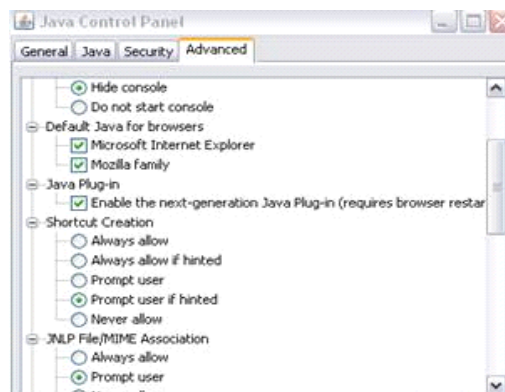 Java Control Panel
General Java Security Advanced
Hide console
Do not start console
Default Java for browsers
Microsoft Internet Explorer
Mozilla family
Java Plug-in
Enable the next-generation Java Plug-in (requires browser restar
Shortcut Creation
Always allow
Always allow if hinted
Prompt user
Prompt user if hinted
Never allow
JNLP File/MIME Association
Always allow
Prompt user